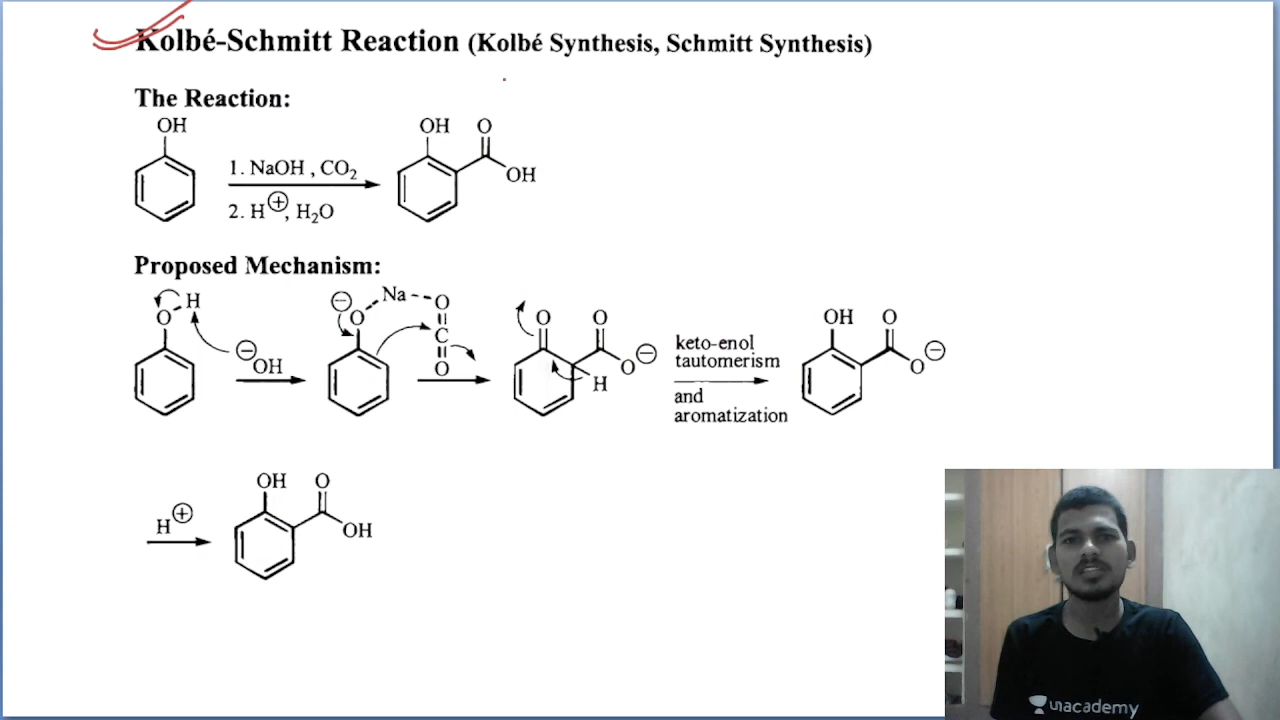 Kolbé-Schmitt Reaction (Kolbé Synthesis, Schmitt Synthesis)
The Reaction:
OH
1. NaOH , CO2
2. H⊕, H2O
OH O
OH
Proposed Mechanism:
O H
⊖OH
⊖ O Na O
C
O
O O
O ⊖
H
keto-enol
tautomerism
and
aromatization
OH O
O ⊖
H⊕
OH O
OH
unacademy